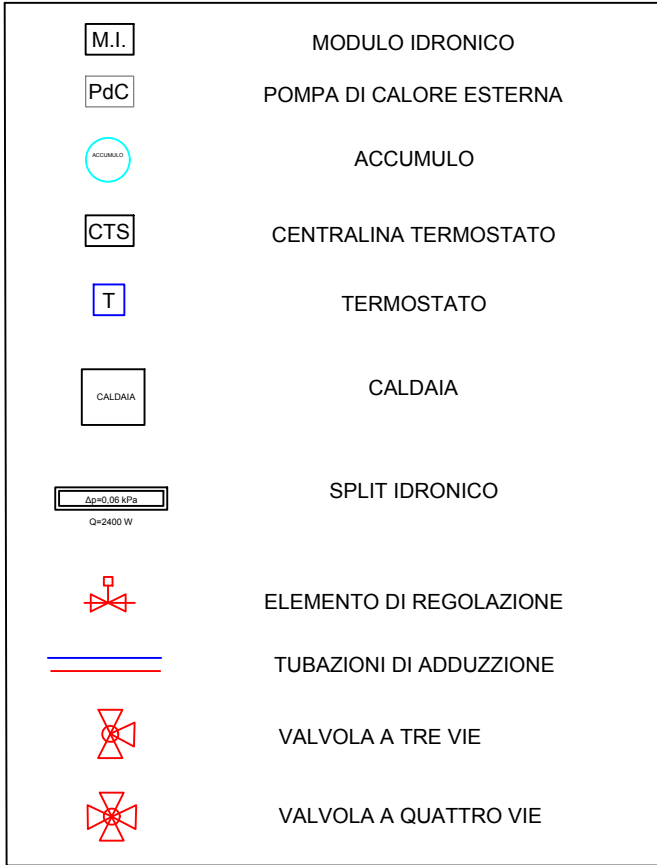 M.I. MODULO IDRONICO
PdC POMPA DI CALORE ESTERNA
ACCUMULO ACCUMULO
CTS CENTRALINA TERMOSTATO
T TERMOSTATO
CALDAIA CALDAIA
Δp=0,06 kPa SPLIT IDRONICO
Q=2400 W
ELEMENTO DI REGOLAZIONE
TUBAZIONI DI ADDUZZIONE
VALVOLA A TRE VIE
VALVOLA A QUATTRO VIE